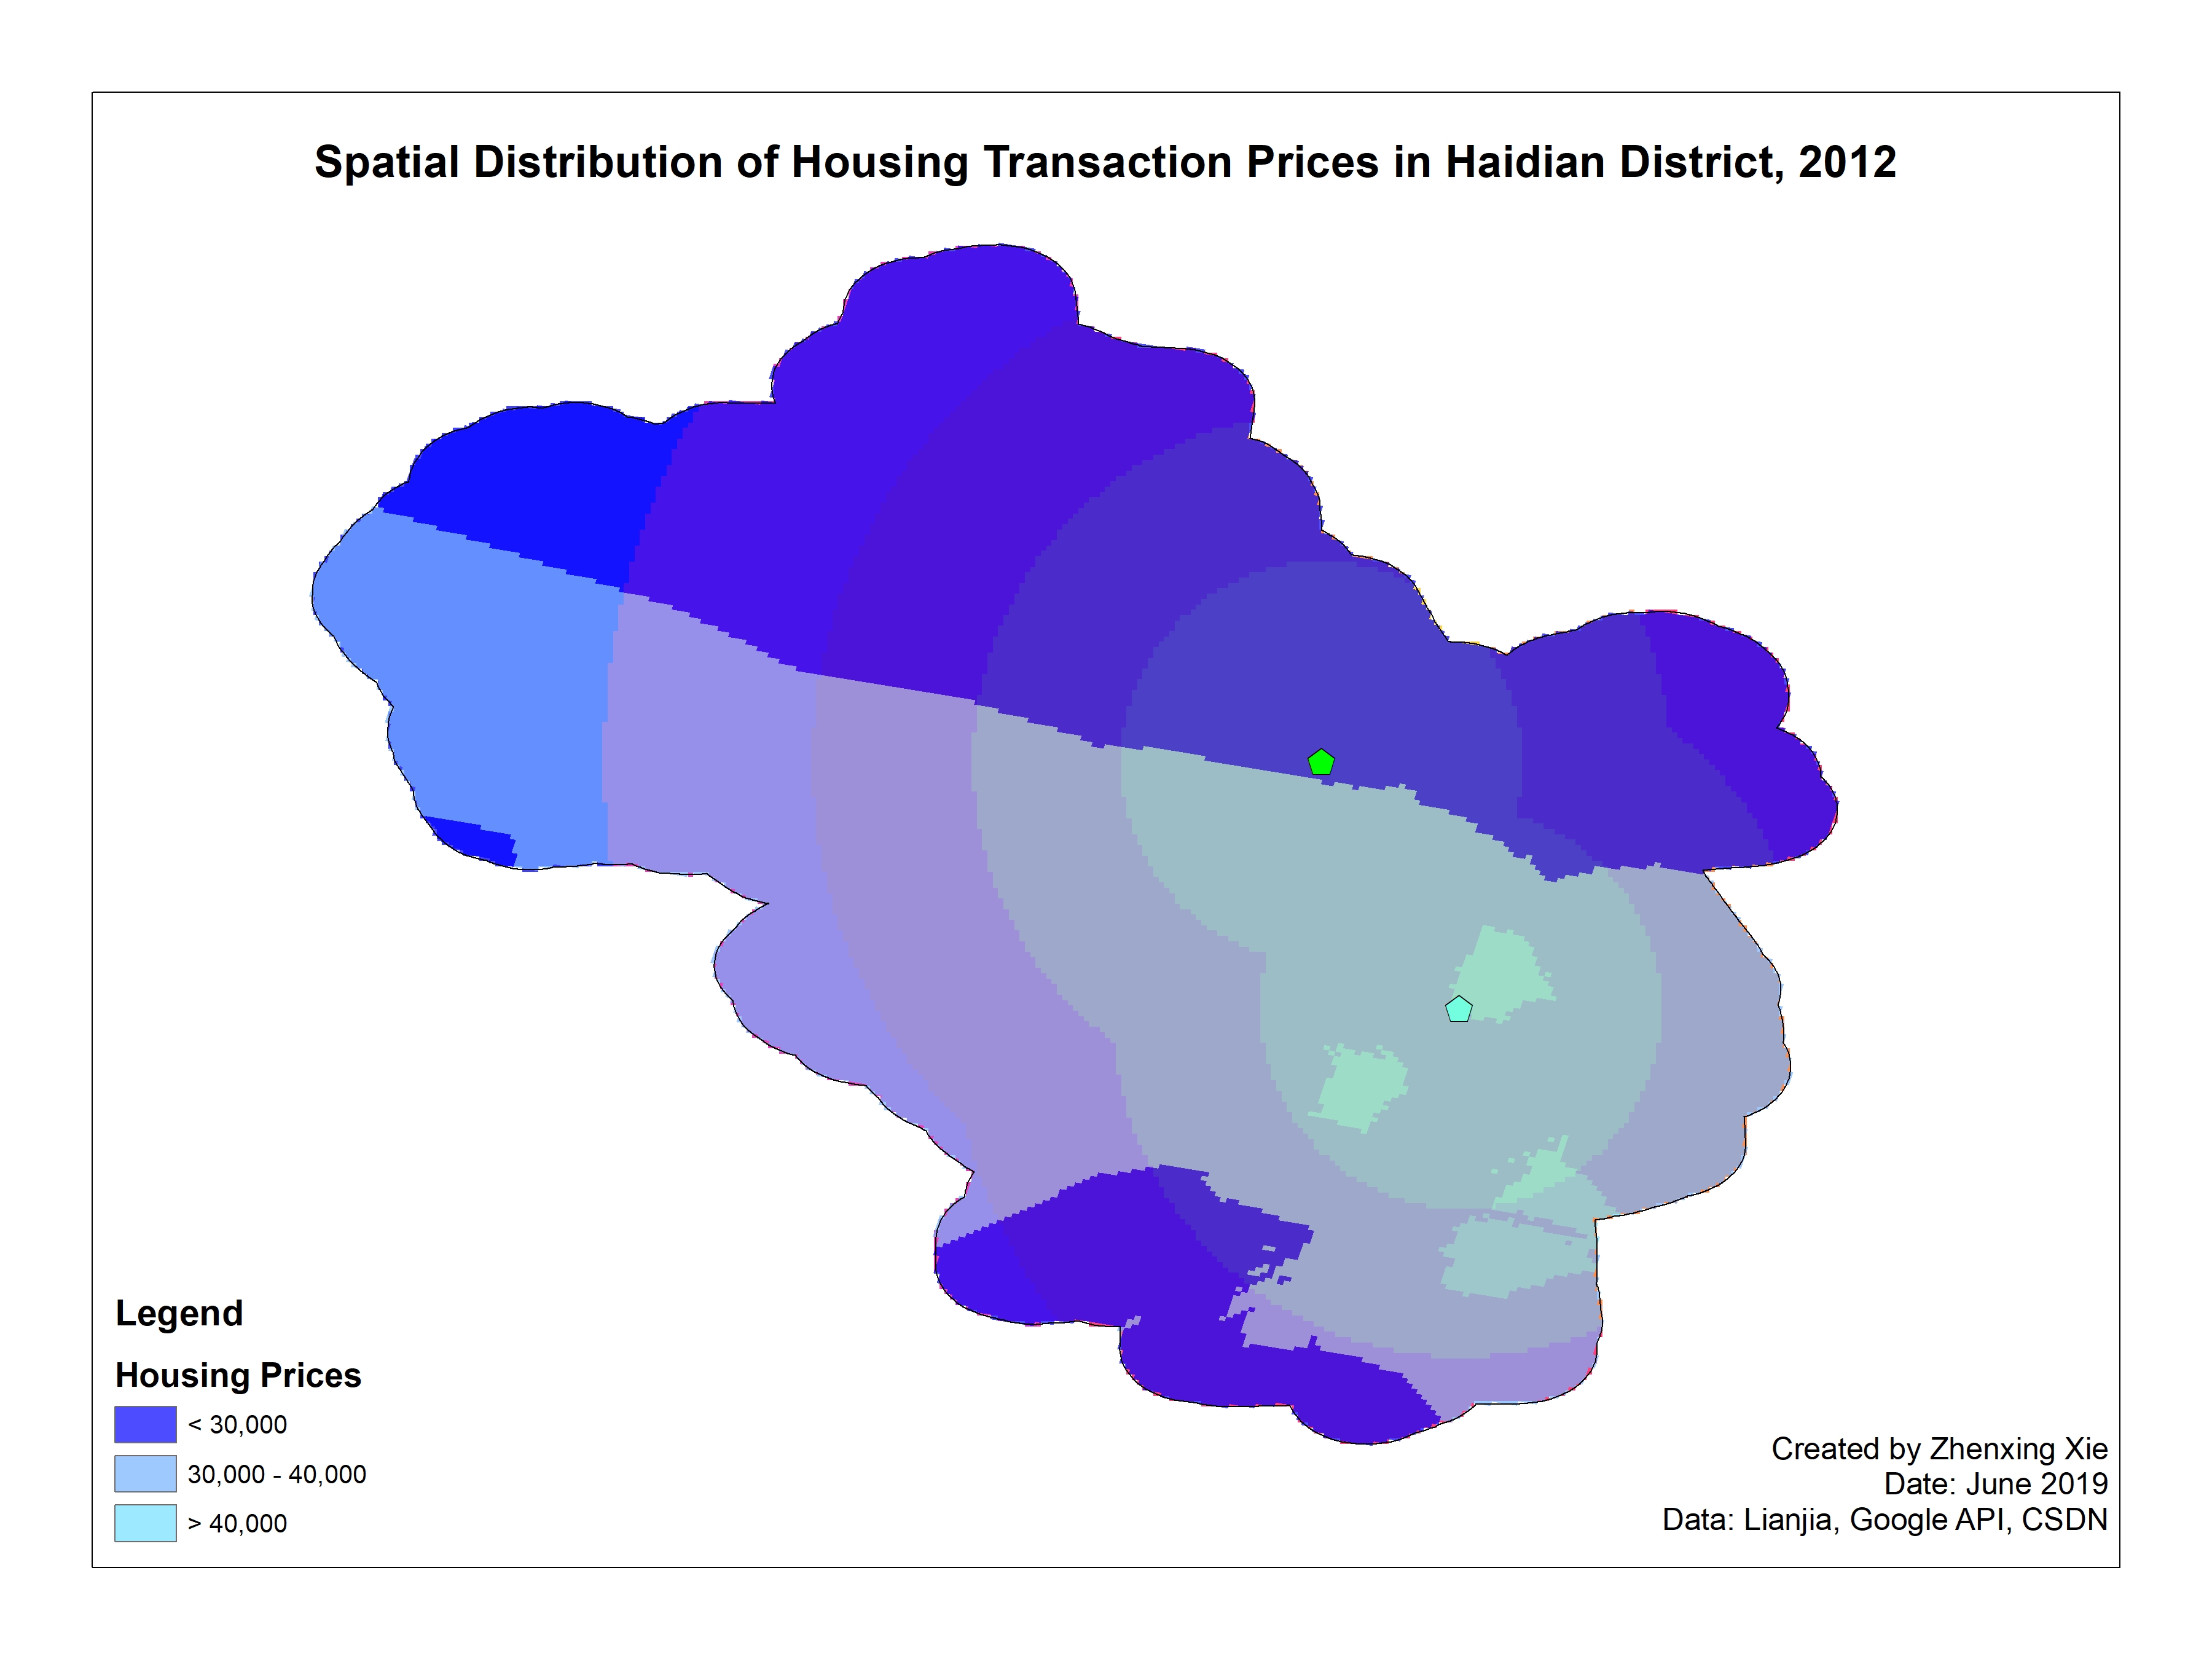 Spatial Distribution of Housing Transaction Prices in Haidian District, 2012
Legend
Housing Prices
< 30,000
30,000 - 40,000
> 40,000
Created by Zhenxing Xie
Date: June 2019
Data: Lianjia, Google API, CSDN